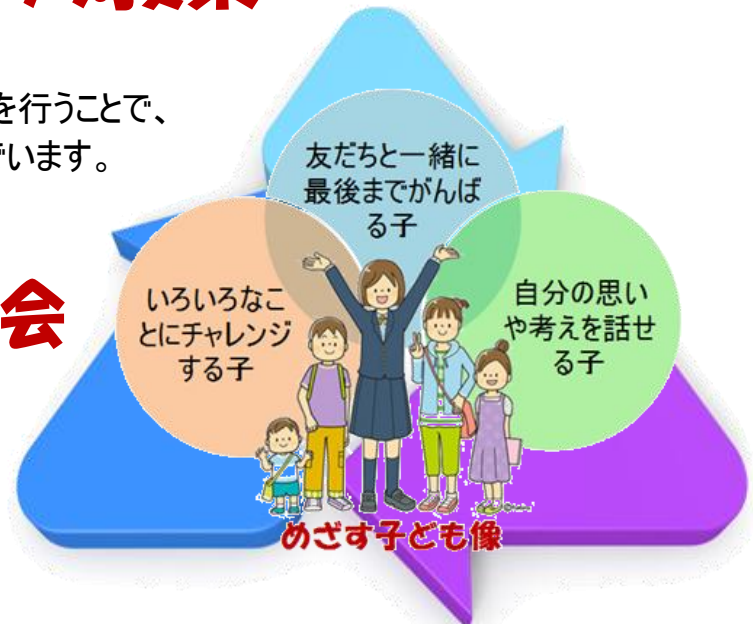 を行うことで、
います。
会
友だちと一緒に
最後までがんば
る子
いろいろなこ
とにチャレンジ
する子
自分の思い
や考えを話せ
る子
めざす子ども像